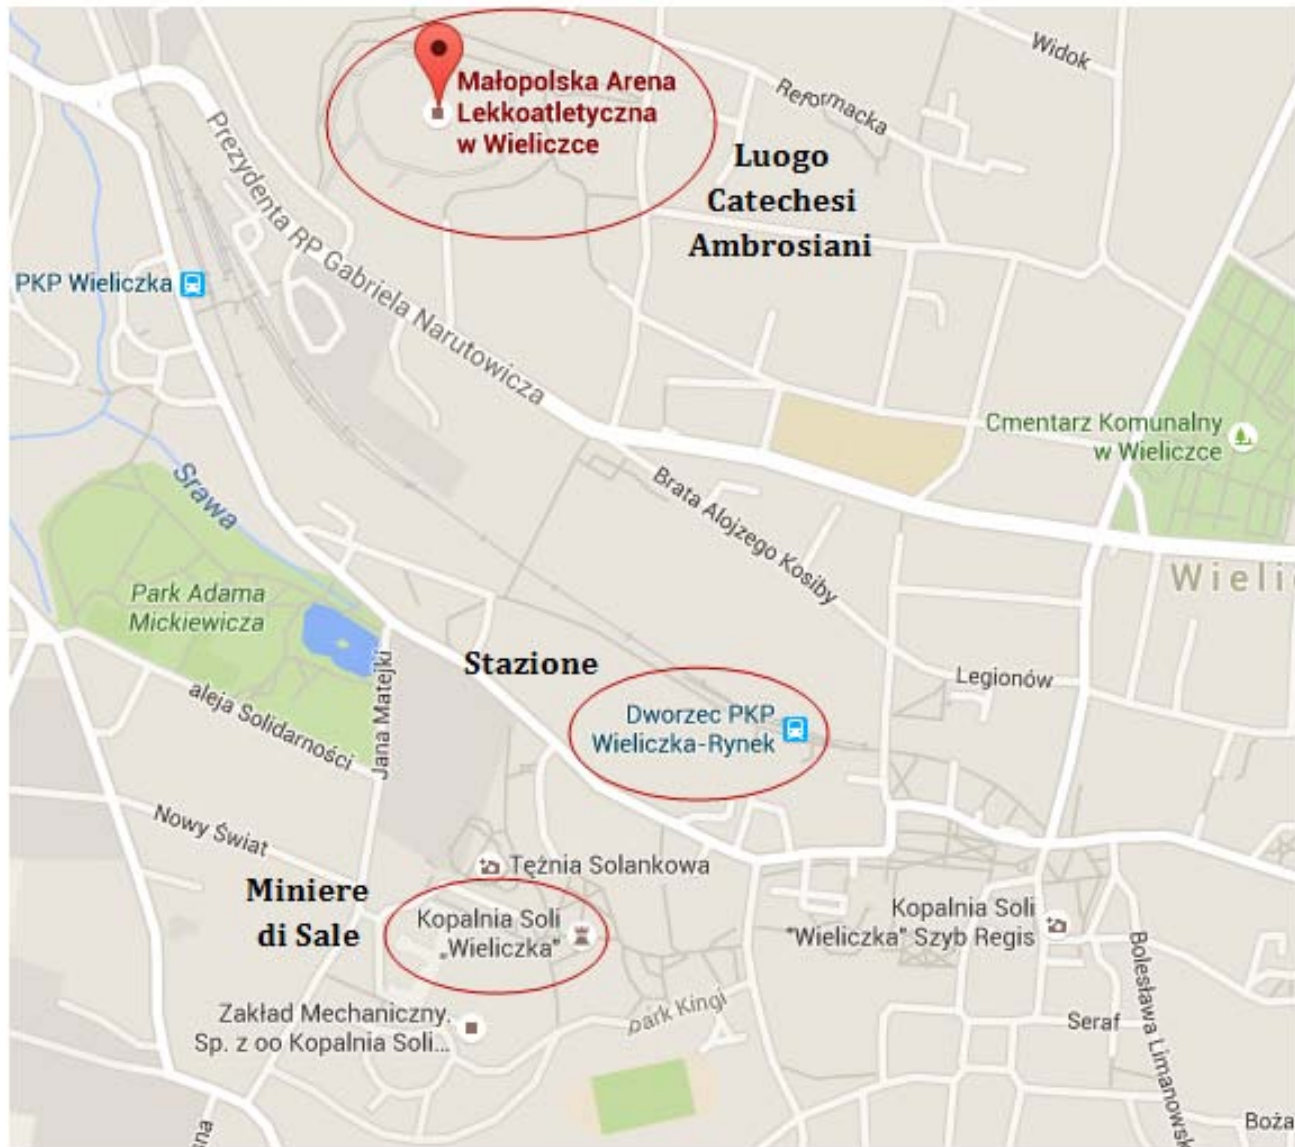 Widok
Reformacka
Małopolska Arena
Lekkoatletyczna
w Wieliczce
Luogo
Catechesi
Ambrosiani
Prezydenta RP Gabriela Narutowicza
PKP Wieliczka
Cmentarz Komunalny
w Wieliczce
Srawa
Brata Alojzego Kosiby
Park Adama
Mickiewicza
Stazione
Legionów
aleja Solidarności
Jana Matejki
Dworzec PKP
Wieliczka-Rynek
Nowy Świat
Tężnia Solankowa
Miniere
di Sale
Kopalnia Soli
„Wieliczka”
Kopalnia Soli
"Wieliczka" Szyb Regis
Zakład Mechaniczny.
Sp. z oo Kopalnia Soli...
park Kingi
Seraf
Bolesława Limanowsk
Boża